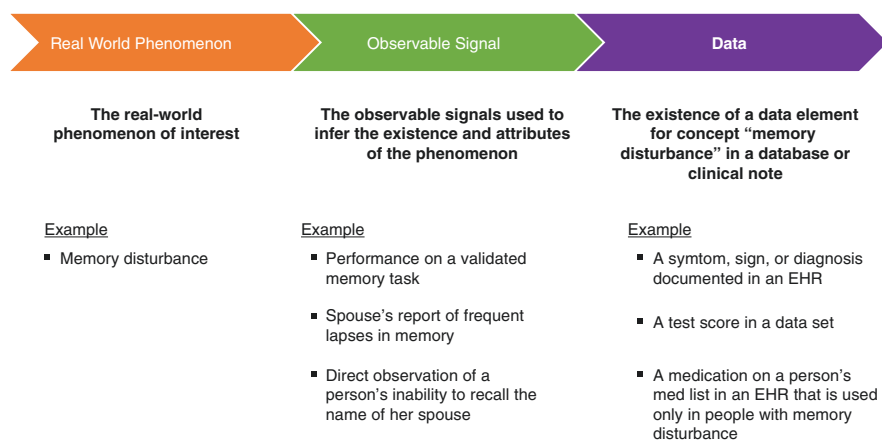 Real World Phenomenon
Observable Signal
Data
The real-world
phenomenon of interest
The observable signals used to
infer the existence and attributes
of the phenomenon
The existence of a data element
for concept “memory
disturbance” in a database or
clinical note
Example
▪ Memory disturbance
Example
▪ Performance on a validated
memory task
▪ Spouse’s report of frequent
lapses in memory
▪ Direct observation of a
person’s inability to recall the
name of her spouse
Example
▪ A symtom, sign, or diagnosis
documented in an EHR
▪ A test score in a data set
▪ A medication on a person’s
med list in an EHR that is used
only in people with memory
disturbance